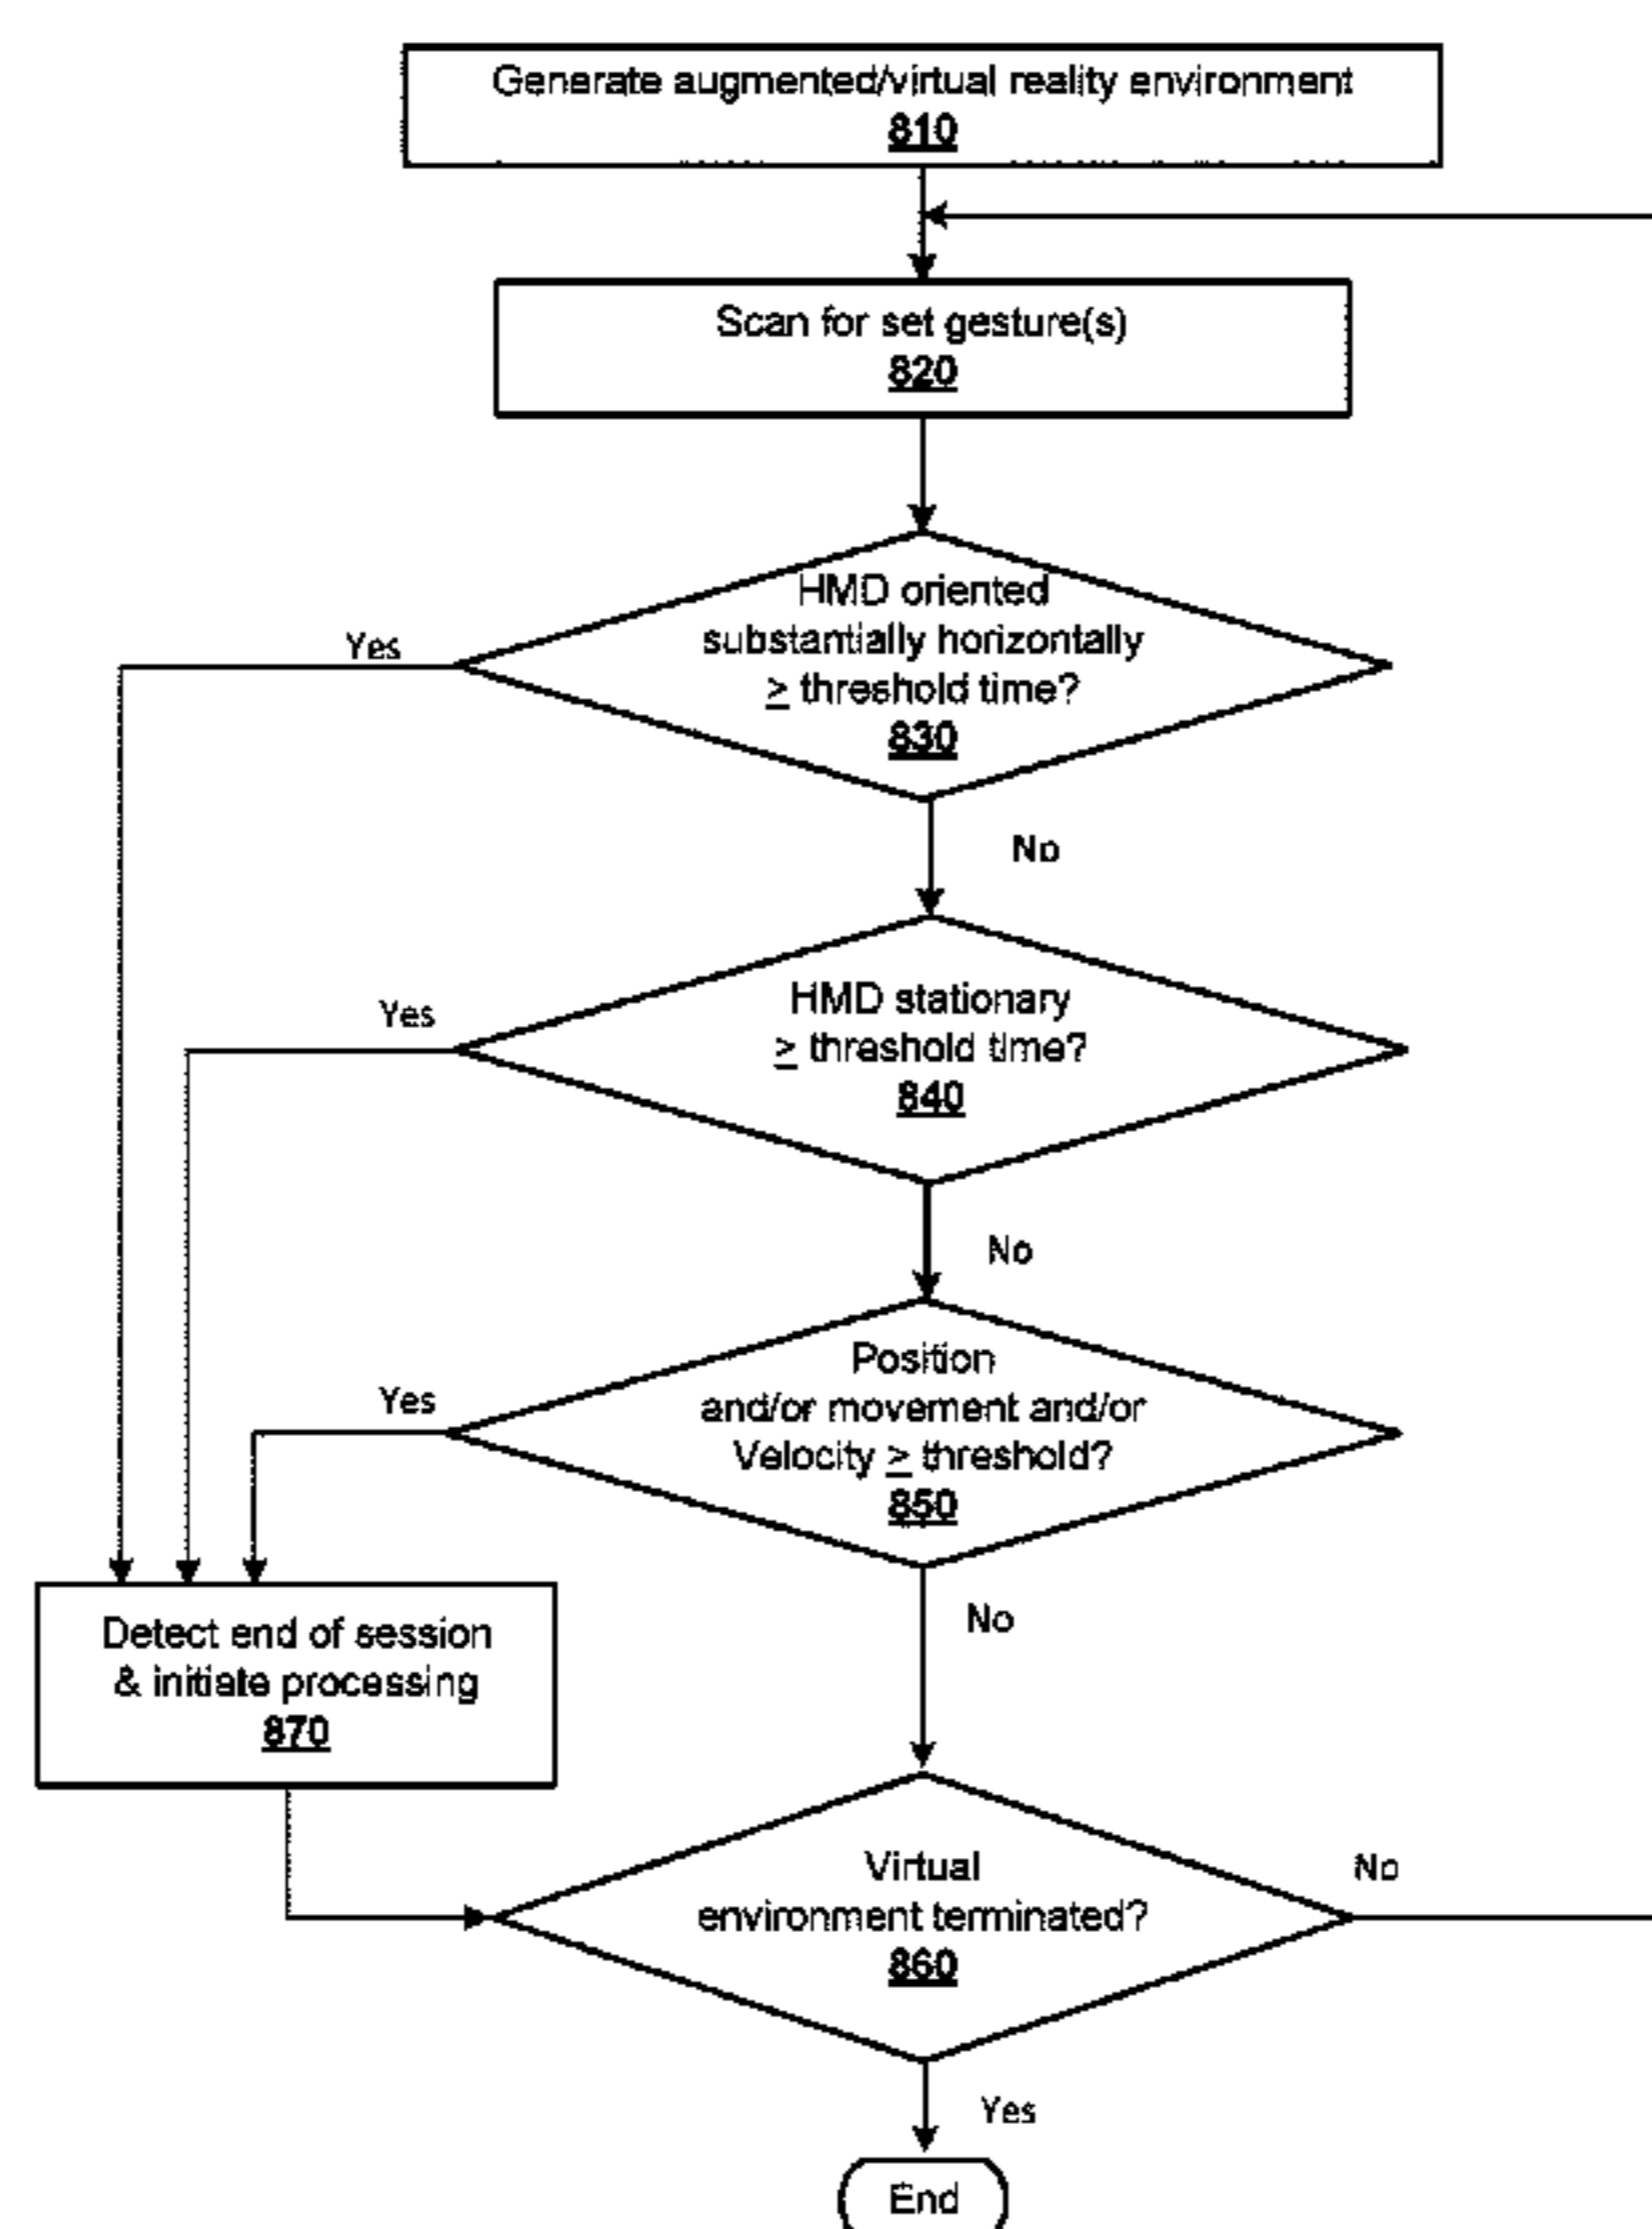 Generate augmented/virtual reality environment
810
Scan for set gesture(s)
820
HMD oriented
substantially horizontally
≥ threshold time?
830
Yes
No
HMD stationary
≥ threshold time?
840
Yes
No
Position
and/or movement and/or
Velocity ≥ threshold?
850
Yes
No
Detect end of session
& initiate processing
870
Virtual
environment terminated?
860
No
Yes
End